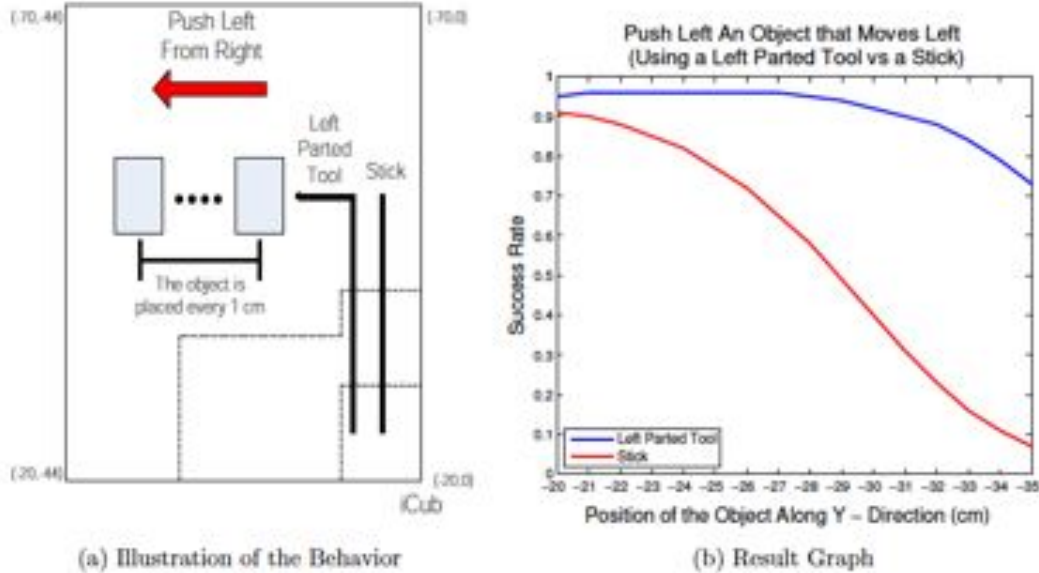 (-70,-44)
(-70,0)
Push Left
From Right
Left
Parted
Tool
Stick
The object is
placed every 1 cm
(-20,-44)
(-20,0)
iCub
(a) Illustration of the Behavior
Push Left An Object that Moves Left
(Using a Left Parted Tool vs a Stick)
1
0.9
0.8
0.7
0.6
0.5
0.4
0.3
0.2
0.1
0
Success Rate
Left Parted Tool
Stick
-20 -21 -22 -23 -24 -25 -26 -27 -28 -29 -30 -31 -32 -33 -34 -35
Position of the Object Along Y - Direction (cm)
(b) Result Graph